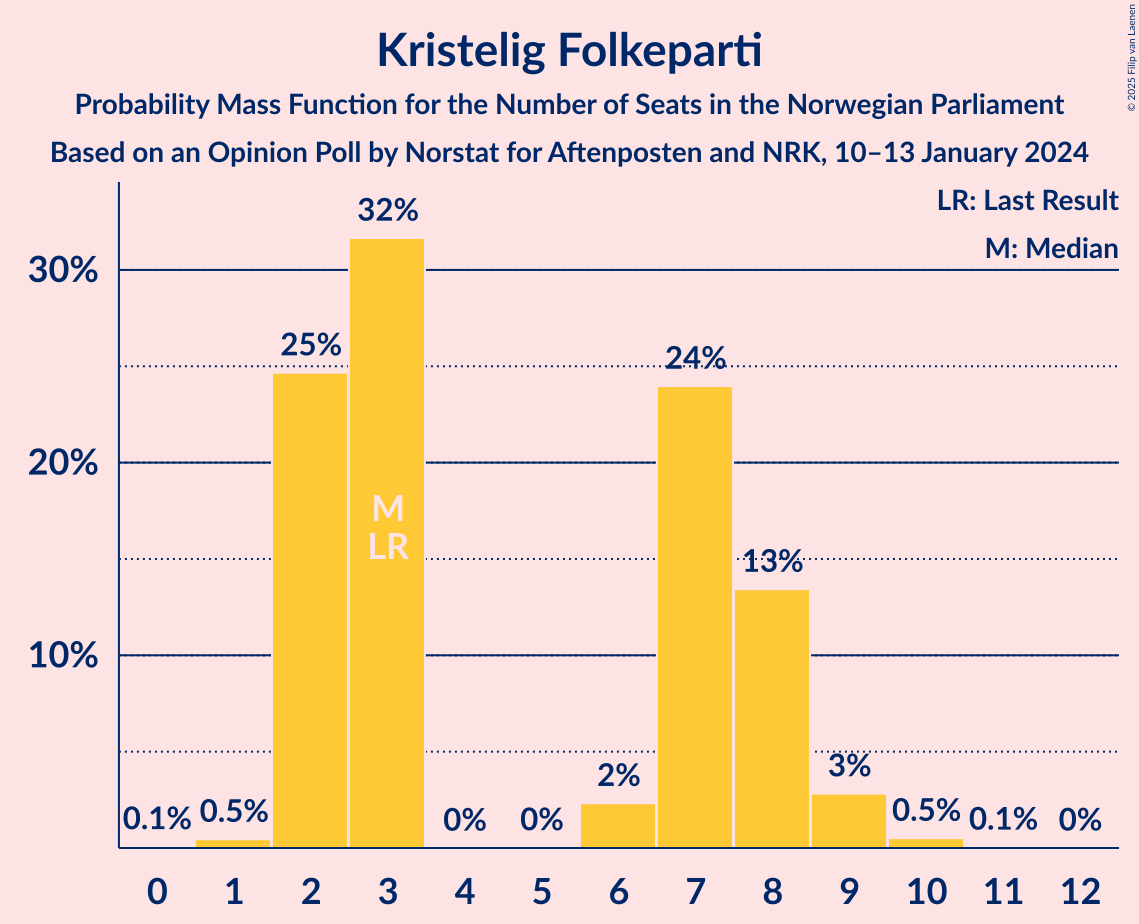 Kristelig Folkeparti
Probability Mass Function for the Number of Seats in the Norwegian Parliament
Based on an Opinion Poll by Norstat for Aftenposten and NRK, 10–13 January 2024
© 2025 Filip van Laenen
LR: Last Result
M: Median
30%
20%
10%
0.1%
0.5%
25%
32%
0%
0%
2%
24%
13%
3%
0.5%
0.1%
0%
M
LR
0 1 2 3 4 5 6 7 8 9 10 11 12